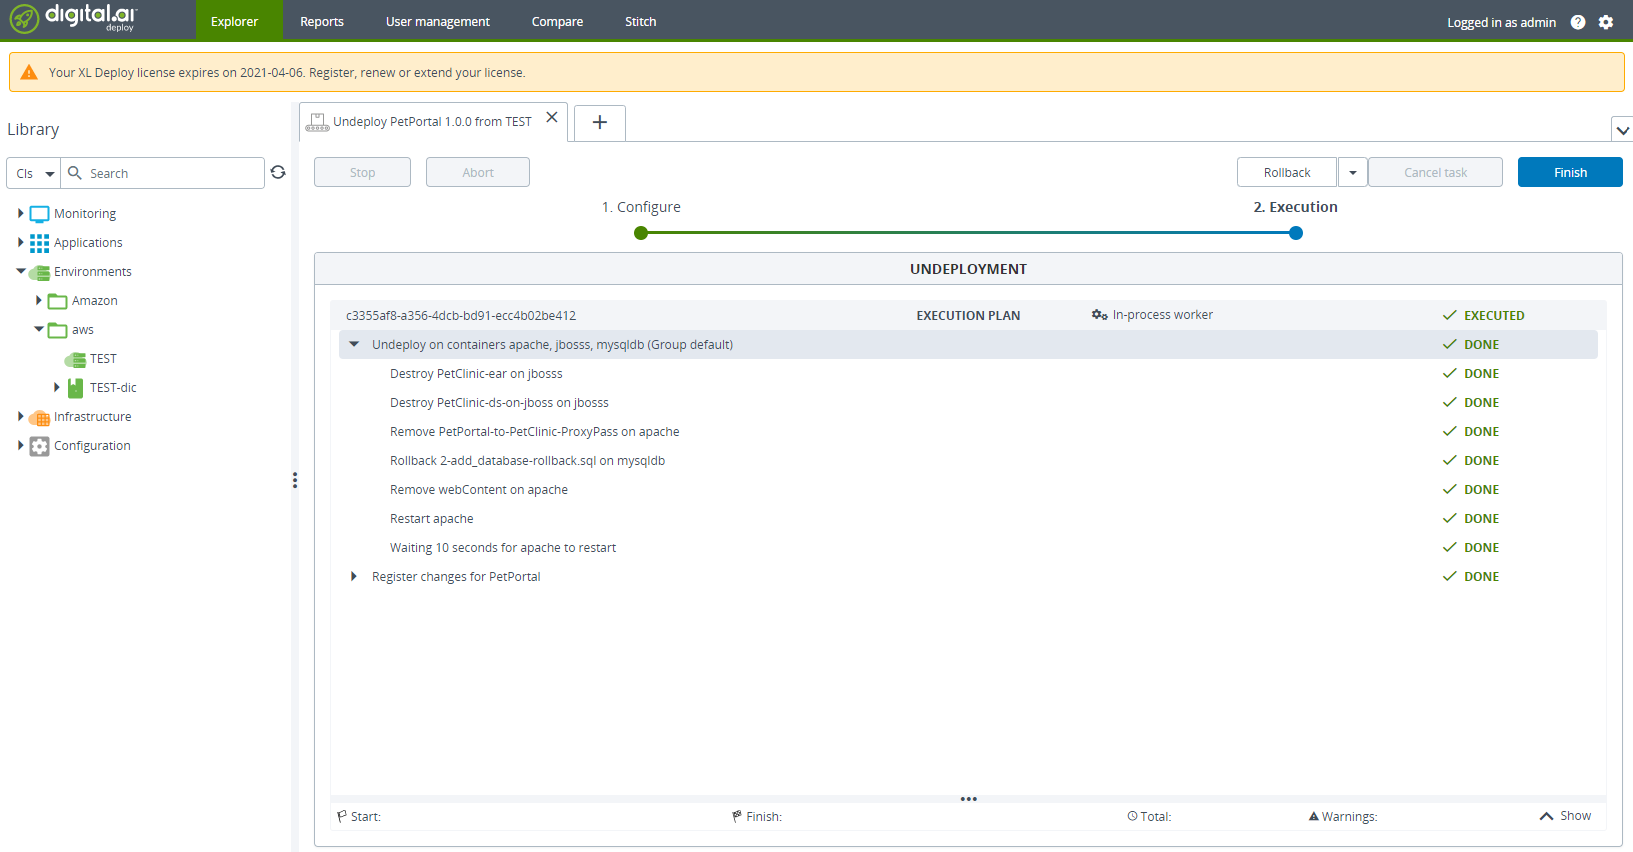 digital.ai
deploy
Explorer
Reports
User management
Compare
Stitch
Logged in as admin
Your XL Deploy license expires on 2021-04-06. Register, renew or extend your license.
Library
Undeploy PetPortal 1.0.0 from TEST
CIs
Search
Stop
Abort
Rollback
Cancel task
Finish
Monitoring
Applications
Environments
Amazon
aws
TEST
TEST-dic
Infrastructure
Configuration
1. Configure
2. Execution
UNDEPLOYMENT
c3355af8-a356-4dcb-bd91-ecc4b02be412 EXECUTION PLAN In-process worker EXECUTED
Undeploy on containers apache, jbosss, mysqldb (Group default) DONE
Destroy PetClinic-ear on jbosss DONE
Destroy PetClinic-ds-on-jboss on jbosss DONE
Remove PetPortal-to-PetClinic-ProxyPass on apache DONE
Rollback 2-add_database-rollback.sql on mysqldb DONE
Remove webContent on apache DONE
Restart apache DONE
Waiting 10 seconds for apache to restart DONE
Register changes for PetPortal DONE
Start: Finish: Total: Warnings: Show